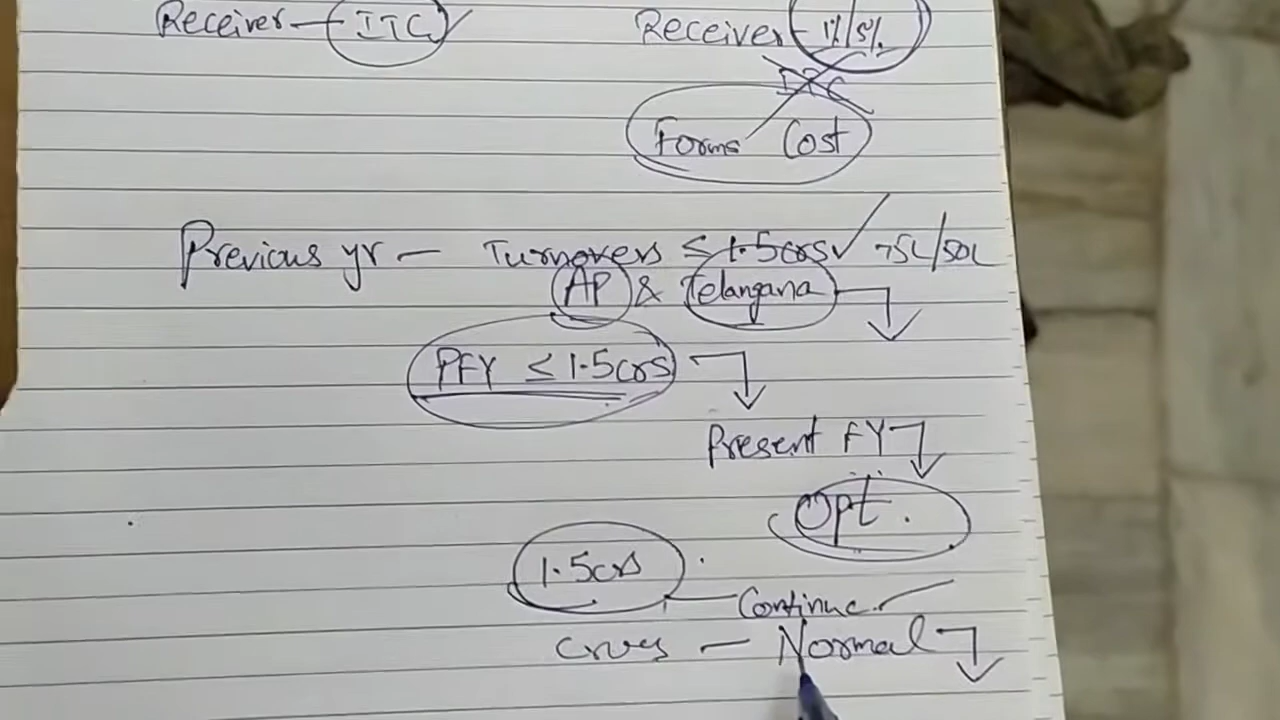 Receiver — ITC ✓ Receiver — 1%/5%
ITC
Forms Cost
Previous yr — Turnovers ≤ 1.5crs ✓ 75L/50L
AP & Telangana
PFY ≤ 1.5crs
Present FY
Opt.
1.5crs
Continue
— Normal